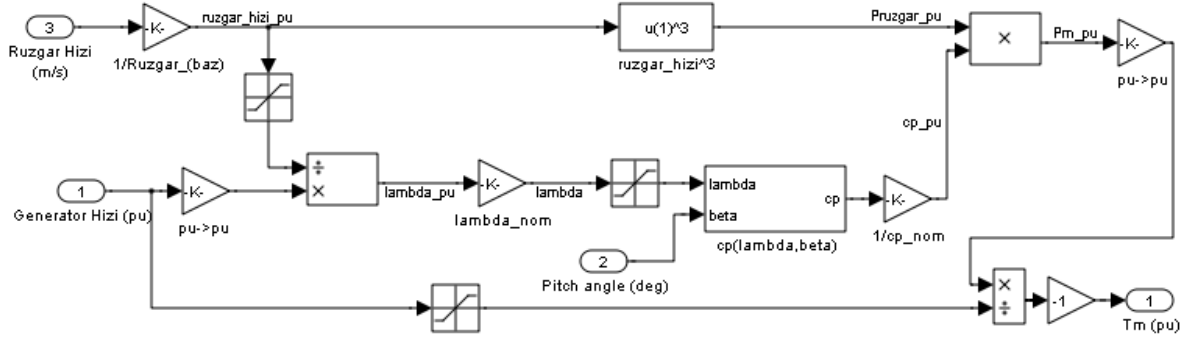 3
Ruzgar Hizi
(m/s)
-K-
1/Ruzgar_(baz)
ruzgar_hizi_pu
u(1)^3
ruzgar_hizi^3
Pruzgar_pu
×
Pm_pu
-K-
pu->pu
cp_pu
1
Generator Hizi (pu)
-K-
pu->pu
÷
×
lambda_pu
-K-
lambda_nom
lambda
lambda
beta
cp
cp(lambda,beta)
-K-
1/cp_nom
2
Pitch angle (deg)
×
÷
-1
1
Tm (pu)